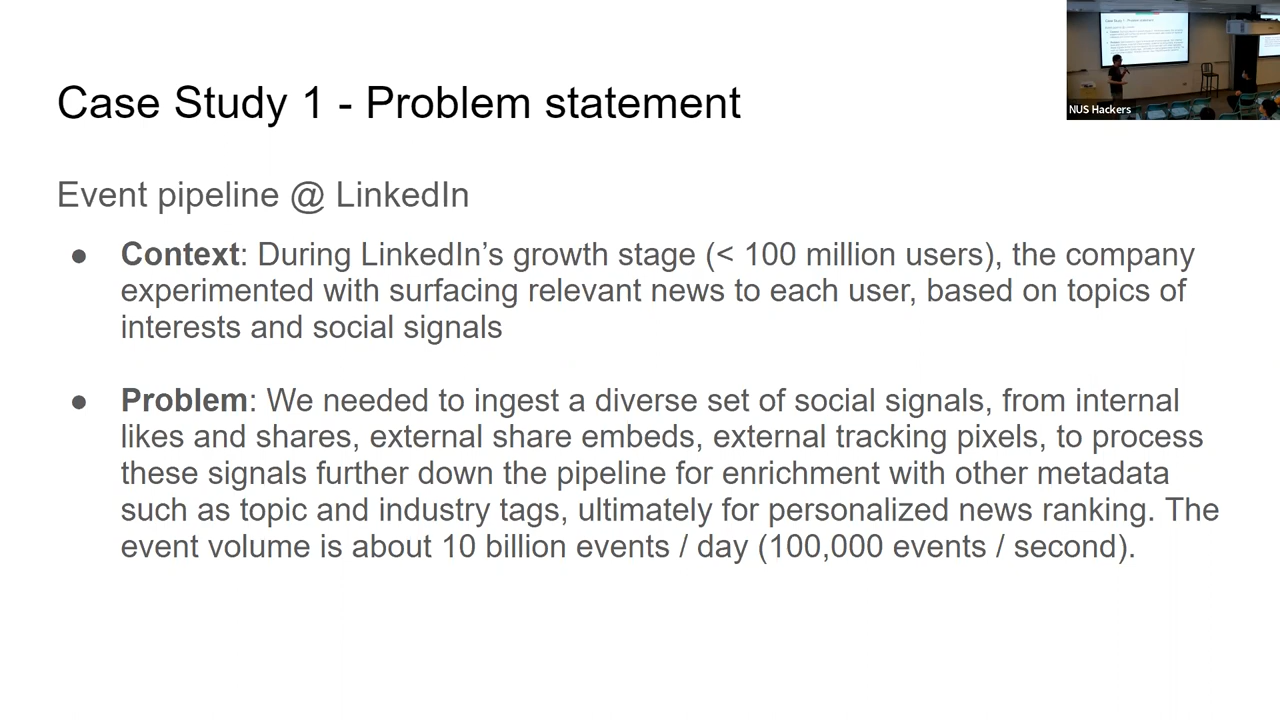 Case Study 1 - Problem statement
NUS Hackers
Event pipeline @ LinkedIn
● Context: During LinkedIn’s growth stage (< 100 million users), the company
experimented with surfacing relevant news to each user, based on topics of
interests and social signals
● Problem: We needed to ingest a diverse set of social signals, from internal
likes and shares, external share embeds, external tracking pixels, to process
these signals further down the pipeline for enrichment with other metadata
such as topic and industry tags, ultimately for personalized news ranking. The
event volume is about 10 billion events / day (100,000 events / second).